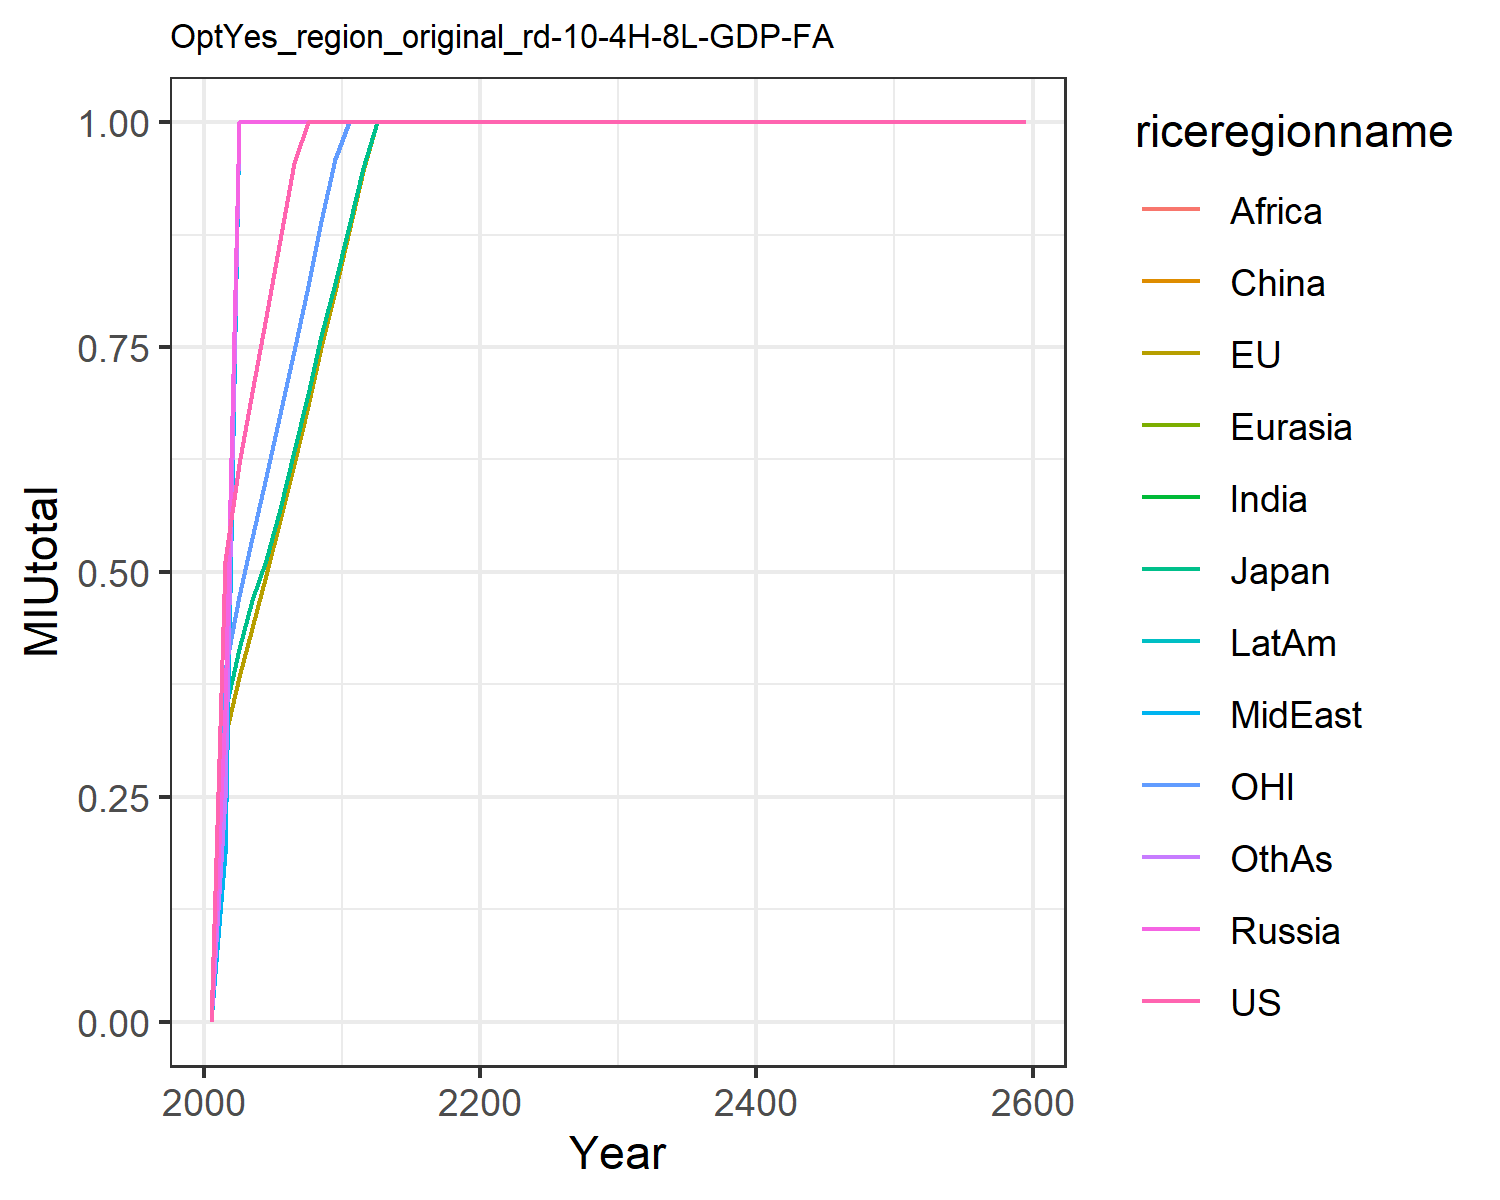 OptYes_region_original_rd-10-4H-8L-GDP-FA
1.00
0.75
0.50
0.25
0.00
MIUtotal
2000 2200 2400 2600
Year
riceregionname
Africa
China
EU
Eurasia
India
Japan
LatAm
MidEast
OHI
OthAs
Russia
US